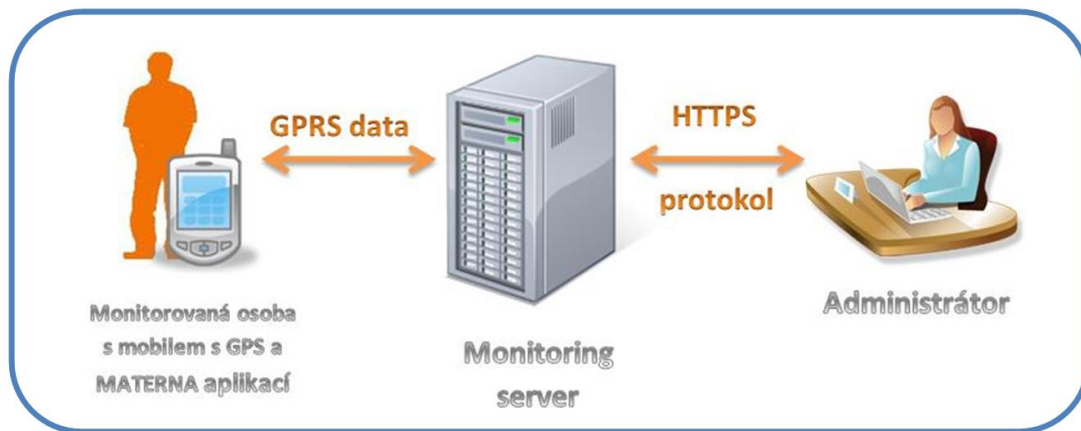 GPRS data
HTTPS
protokol
Monitorovaná osoba
s mobilem s GPS a
MATERNA aplikací
Monitoring
server
Administrátor